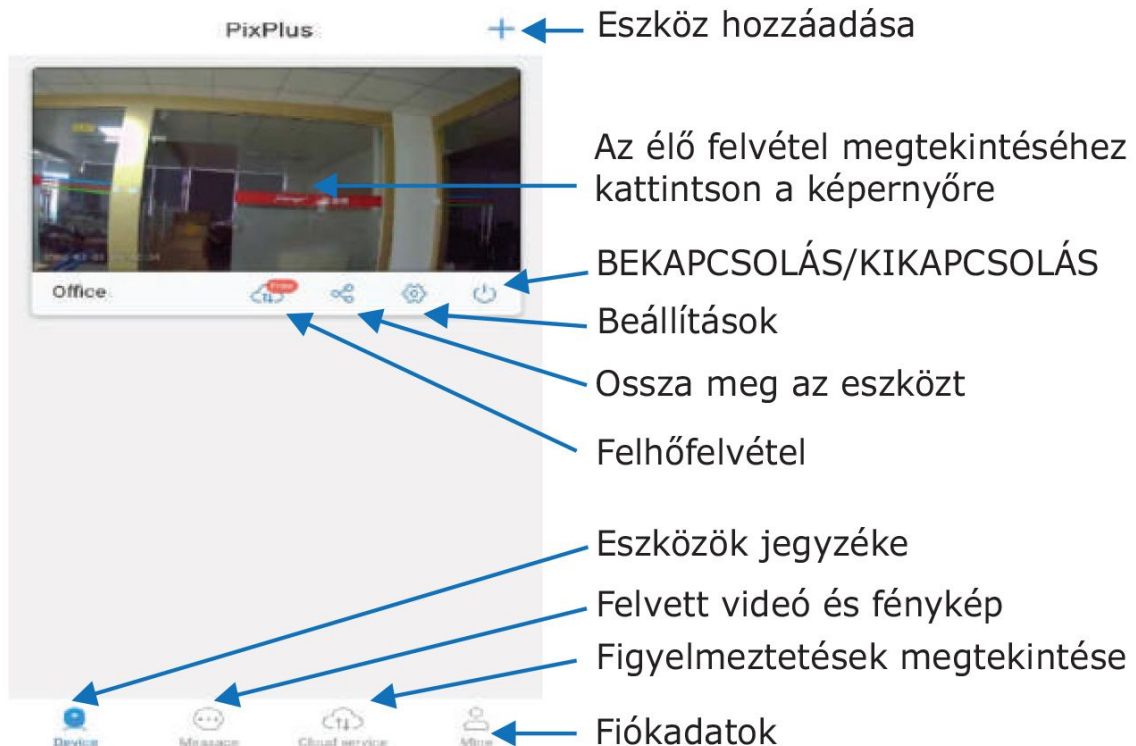 PixPlus
Eszköz hozzáadása
Az élő felvétel megtekintéséhez
kattintson a képernyőre
BEKAPCSOLÁS/KIKAPCSOLÁS
Office
Free
Beállítások
Ossza meg az eszközt
Felhőfelvétel
Eszközök jegyzéke
Felvett videó és fénykép
Figyelmeztetések megtekintése
Fiókadatok
Device
Message
Cloud service
Mine